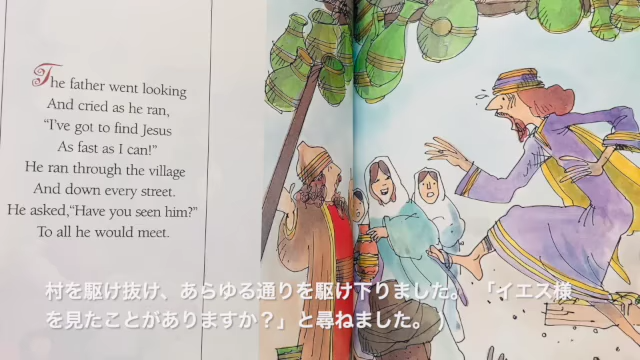 The father went looking
And cried as he ran,
“I’ve got to find Jesus
As fast as I can!”
He ran through the village
And down every street.
He asked,“Have you seen him?”
To all he would meet.
村を駆け抜け、あらゆる通りを駆け下りました。 「イエス様
を見たことがありますか？」と尋ねました。